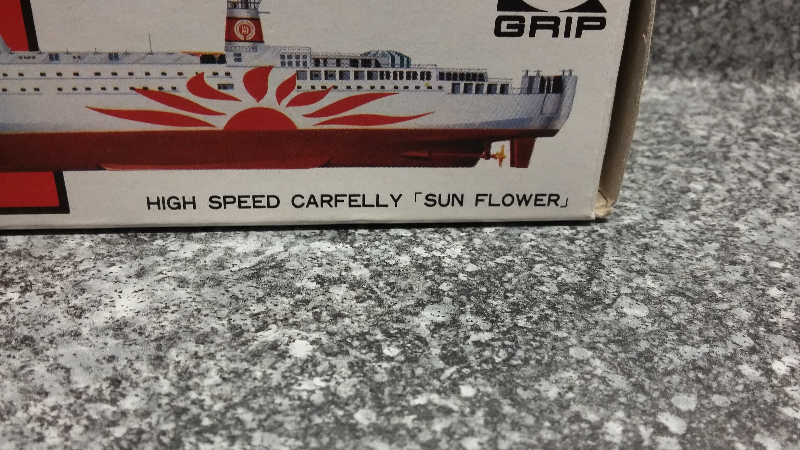 GRIP
HIGH SPEED CARFELLY「SUN FLOWER」